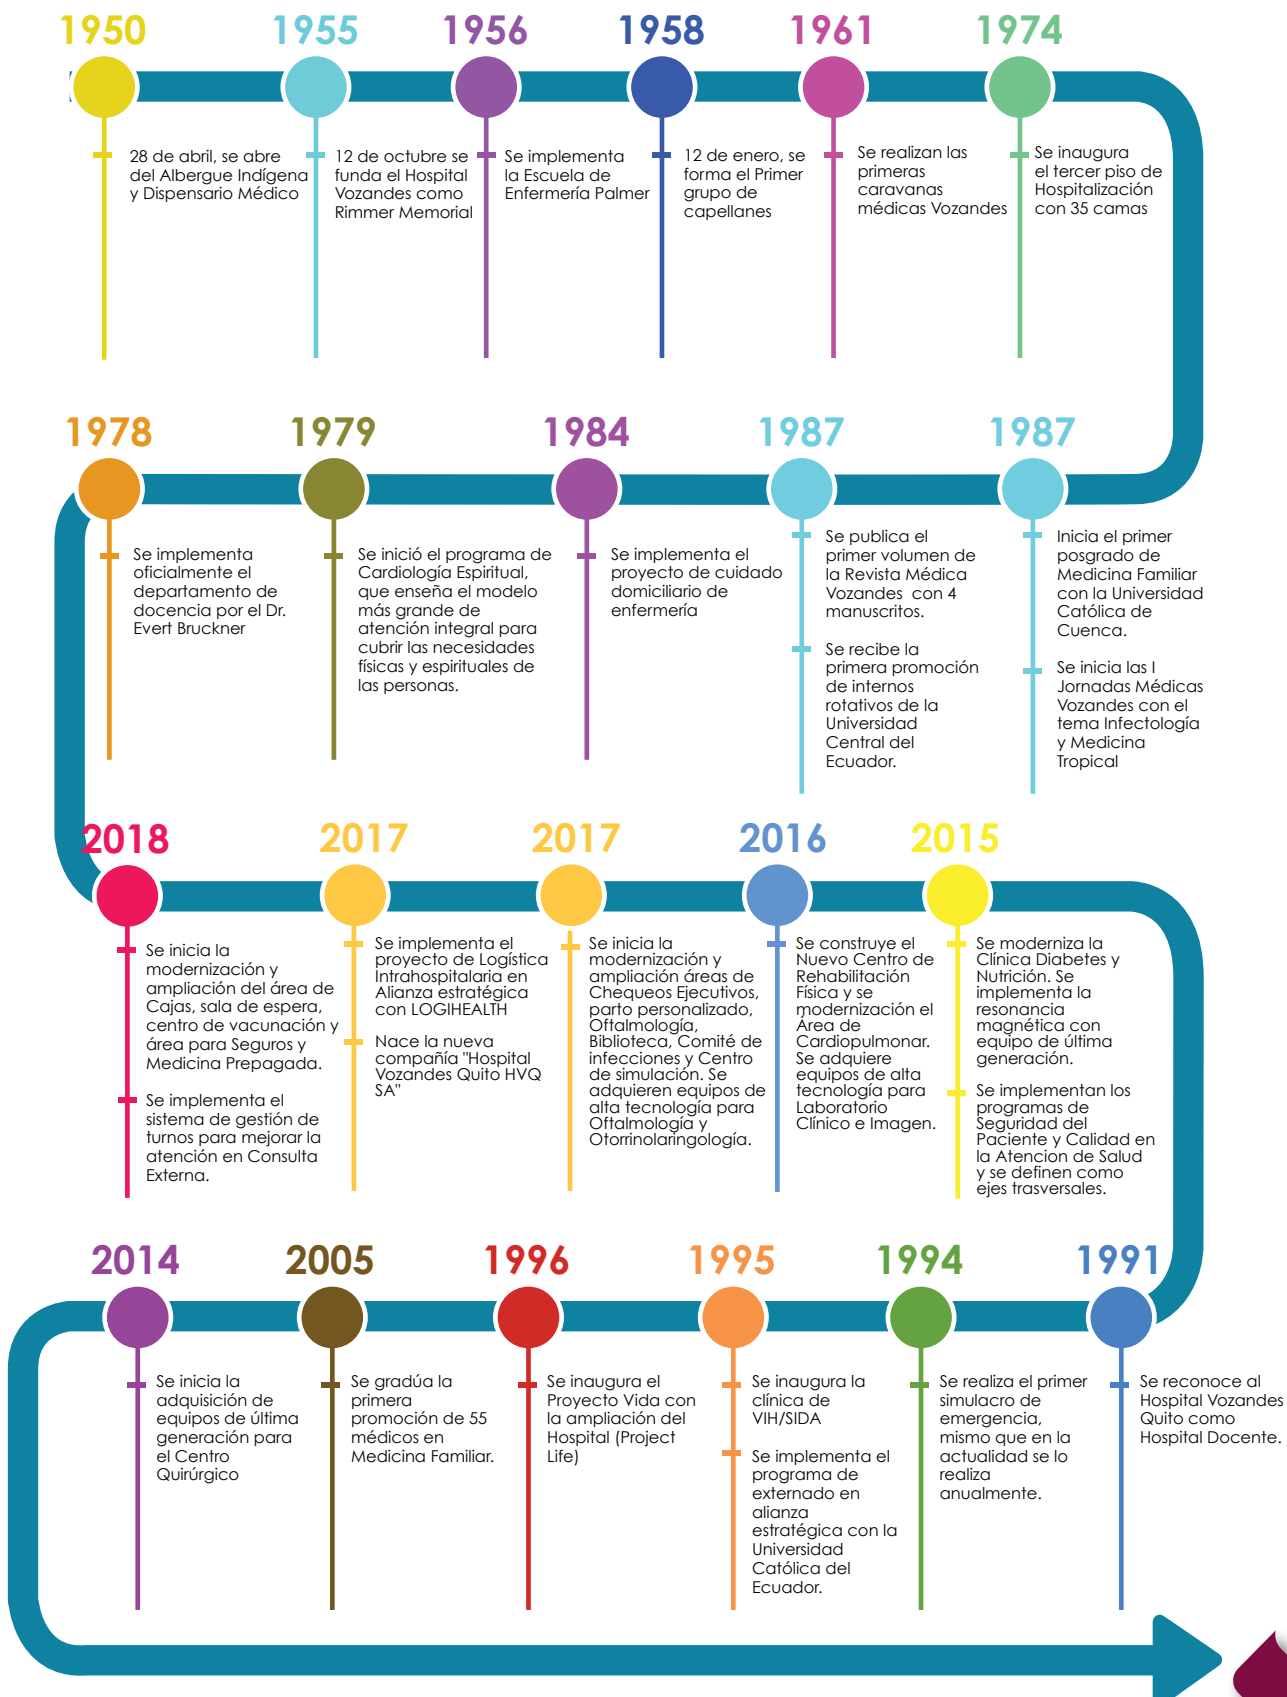 1950
28 de abril, se abre
del Albergue Indígena
y Dispensario Médico
1955
12 de octubre se
funda el Hospital
Vozandes como
Rimmer Memorial
1956
Se implementa
la Escuela de
Enfermería Palmer
1958
12 de enero, se
forma el Primer
grupo de
capellanes
1961
Se realizan las
primeras
caravanas
médicas Vozandes
1974
Se inaugura
el tercer piso de
Hospitalización
con 35 camas
1978
Se implementa
oficialmente el
departamento de
docencia por el Dr.
Evert Bruckner
1979
Se inició el programa de
Cardiología Espiritual,
que enseña el modelo
más grande de
atención integral para
cubrir las necesidades
físicas y espirituales de
las personas.
1984
Se implementa el
proyecto de cuidado
domiciliario de
enfermería
1987
Se publica el
primer volumen de
la Revista Médica
Vozandes con 4
manuscritos.
Se recibe la
primera promoción
de internos
rotativos de la
Universidad
Central del
Ecuador.
1987
Inicia el primer
posgrado de
Medicina Familiar
con la Universidad
Católica de
Cuenca.
Se inicia las I
Jornadas Médicas
Vozandes con el
tema Infectología
y Medicina
Tropical
2018
Se inicia la
modernización y
ampliación del área de
Cajas, sala de espera,
centro de vacunación y
área para Seguros y
Medicina Prepagada.
Se implementa el
sistema de gestión de
turnos para mejorar la
atención en Consulta
Externa.
2017
Se implementa el
proyecto de Logística
Intrahospitalaria en
Alianza estratégica
con LOGIHEALTH
Nace la nueva
compañía "Hospital
Vozandes Quito HVQ
SA"
2017
Se inicia la
modernización y
ampliación áreas de
Chequeos Ejecutivos,
parto personalizado,
Oftalmología,
Biblioteca, Comité de
infecciones y Centro
de simulación. Se
adquieren equipos de
alta tecnología para
Oftalmología y
Otorrinolaringología.
2016
Se construye el
Nuevo Centro de
Rehabilitación
Física y se
modernización el
Área de
Cardiopulmonar.
Se adquiere
equipos de alta
tecnología para
Laboratorio
Clínico e Imagen.
2015
Se moderniza la
Clínica Diabetes y
Nutrición. Se
implementa la
resonancia
magnética con
equipo de última
generación.
Se implementan los
programas de
Seguridad del
Paciente y Calidad en
la Atencion de Salud
y se definen como
ejes trasversales.
2014
Se inicia la
adquisición de
equipos de última
generación para
el Centro
Quirúrgico
2005
Se gradúa la
primera
promoción de 55
médicos en
Medicina Familiar.
1996
Se inaugura el
Proyecto Vida con
la ampliación del
Hospital (Project
Life)
1995
Se inaugura la
clínica de
VIH/SIDA
Se implementa el
programa de
externado en
alianza
estratégica con la
Universidad
Católica del
Ecuador.
1994
Se realiza el primer
simulacro de
emergencia,
mismo que en la
actualidad se lo
realiza
anualmente.
1991
Se reconoce al
Hospital Vozandes
Quito como
Hospital Docente.